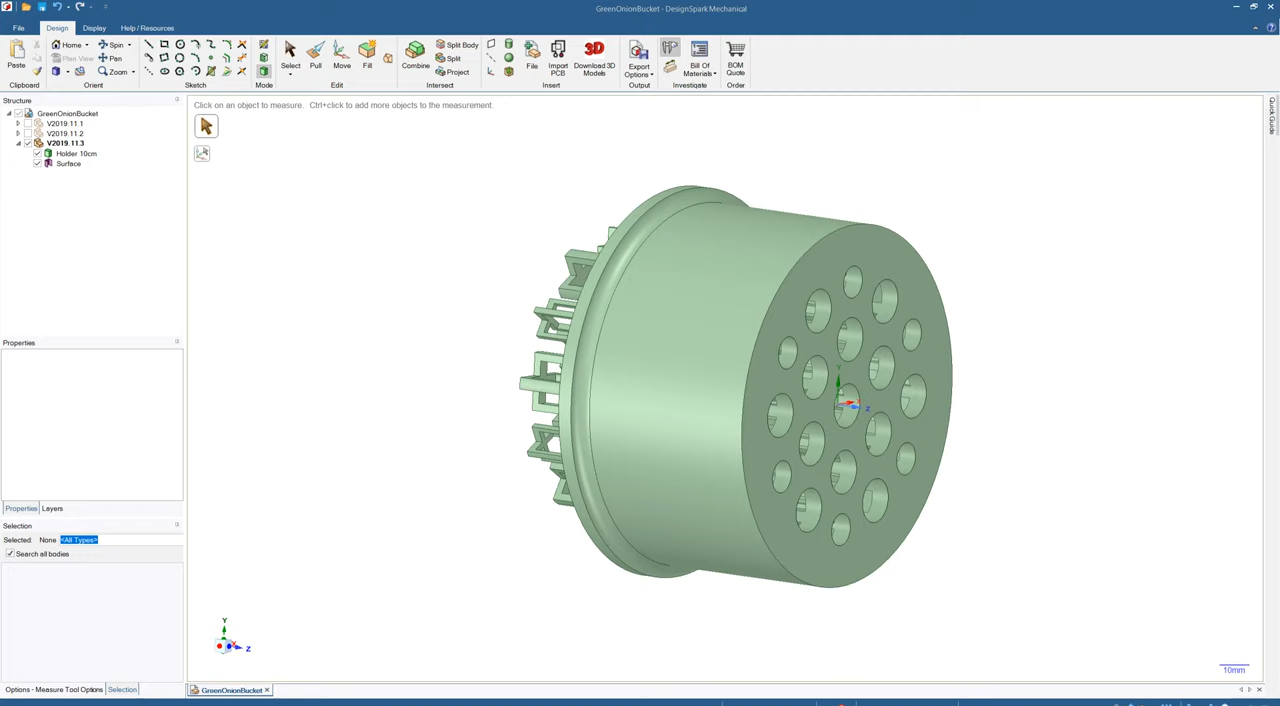 GreenOnionBucket - DesignSpark Mechanical
File Design Display Help / Resources
Paste
Home Spin
Plan View Pan
Zoom
Select Pull Move Fill
Combine
Split Body
Split
Project
File Import PCB Download 3D Models
Export Options
Bill Of Materials
BOM Quote
Clipboard Orient Sketch Mode Edit Intersect Insert Output Investigate Order
Structure
GreenOnionBucket
V2019.11.1
V2019.11.2
V2019.11.3
Holder 10cm
Surface
Click on an object to measure. Ctrl+click to add more objects to the measurement.
Quick Guide
Y
X
Z
Properties
Properties Layers
Selection
Selected: None <All Types>
Search all bodies
Y
X
Z
10mm
Options - Measure Tool Options Selection
GreenOnionBucket